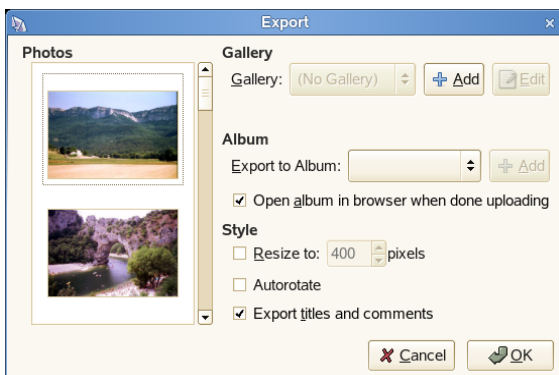 Export
Photos
Gallery
Gallery: (No Gallery) Add Edit
Album
Export to Album: Add
Open album in browser when done uploading
Style
Resize to: 400 pixels
Autorotate
Export titles and comments
Cancel OK